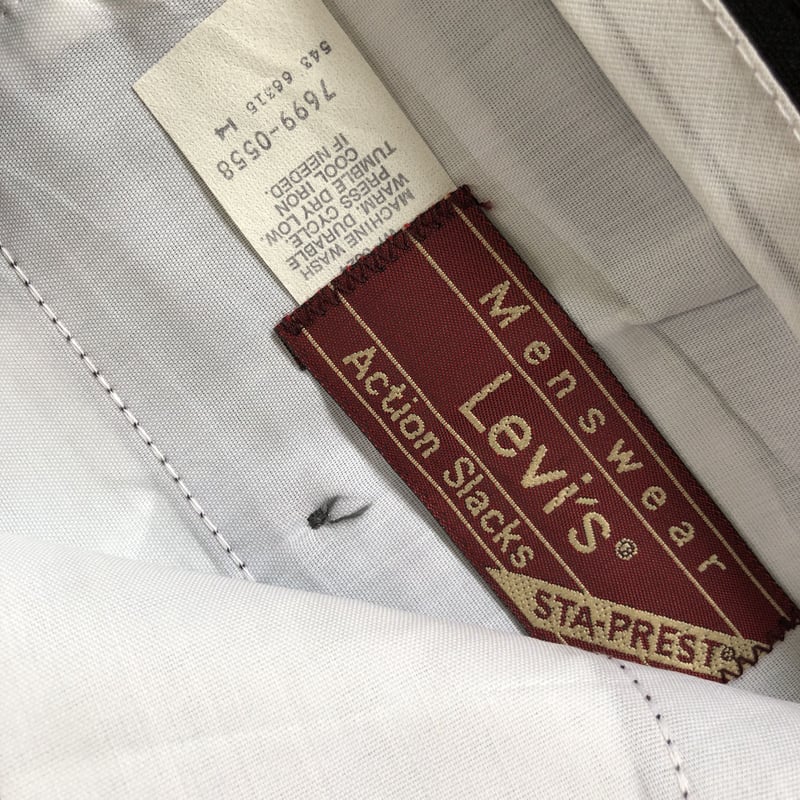 Menswear
Levi's®
Action Slacks
STA-PREST®
MACHINE WASH
WARM. DURABLE
PRESS CYCLE.
TUMBLE DRY LOW.
COOL IRON
IF NEEDED.
7699-0558
543 66315 14